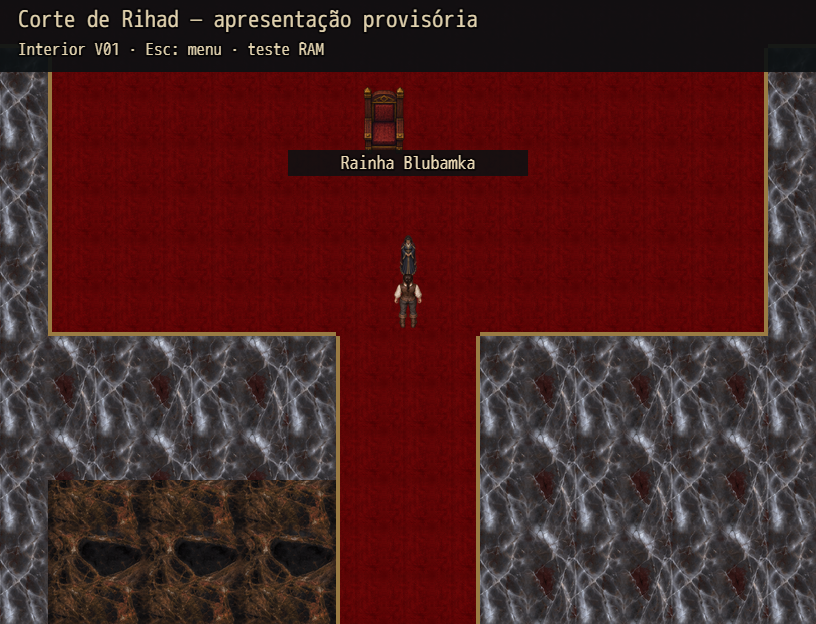 Corte de Rihad — apresentação provisória
Interior V01 · Esc: menu · teste RAM
Rainha Blubamka